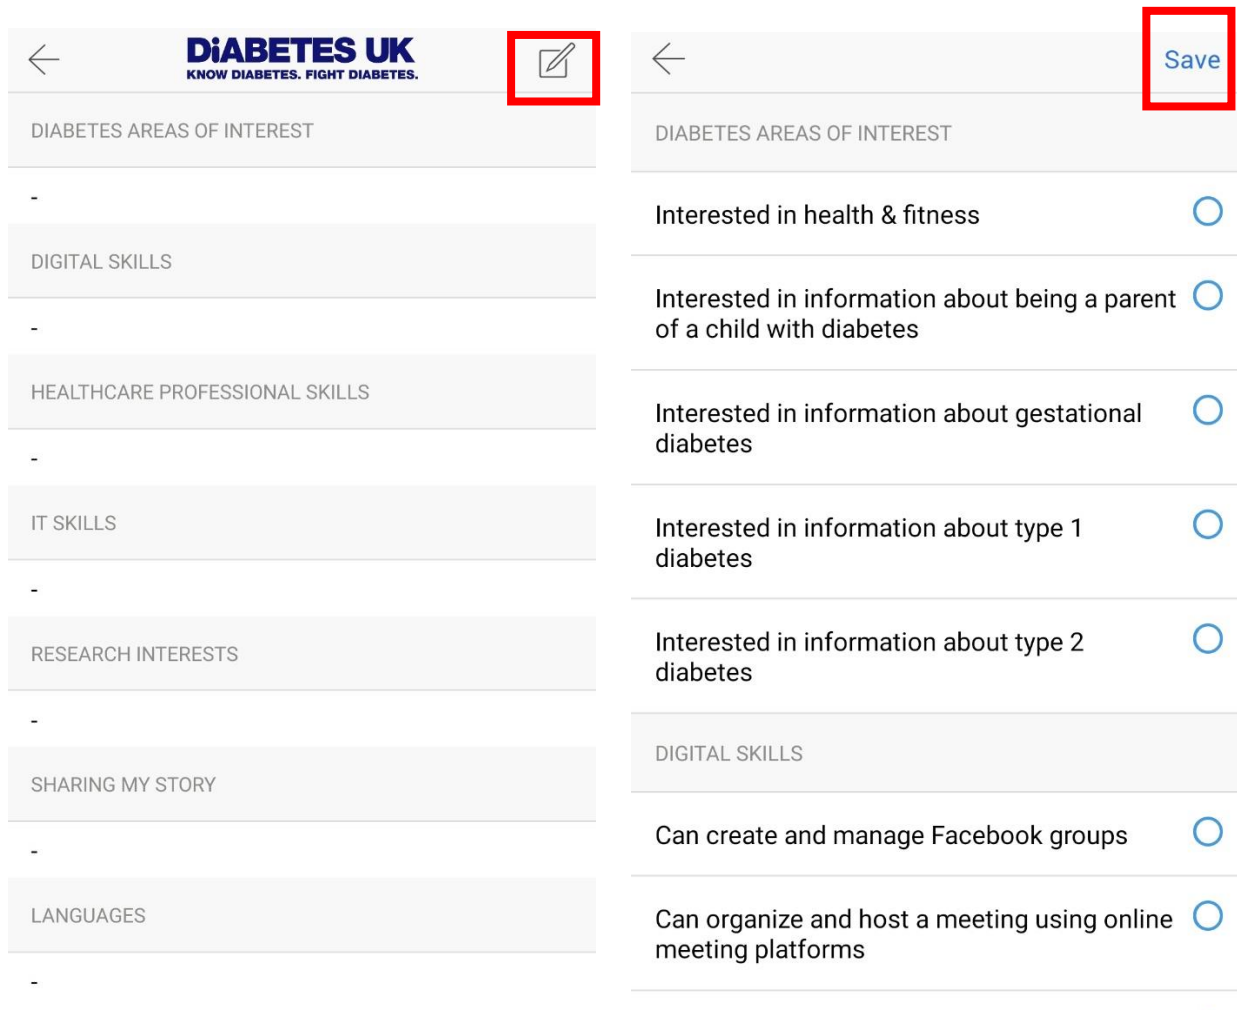 DiABETES UK
KNOW DIABETES. FIGHT DIABETES.
DIABETES AREAS OF INTEREST
-
DIGITAL SKILLS
-
HEALTHCARE PROFESSIONAL SKILLS
-
IT SKILLS
-
RESEARCH INTERESTS
-
SHARING MY STORY
-
LANGUAGES
-
Save
DIABETES AREAS OF INTEREST
Interested in health & fitness
Interested in information about being a parent
of a child with diabetes
Interested in information about gestational
diabetes
Interested in information about type 1
diabetes
Interested in information about type 2
diabetes
DIGITAL SKILLS
Can create and manage Facebook groups
Can organize and host a meeting using online
meeting platforms